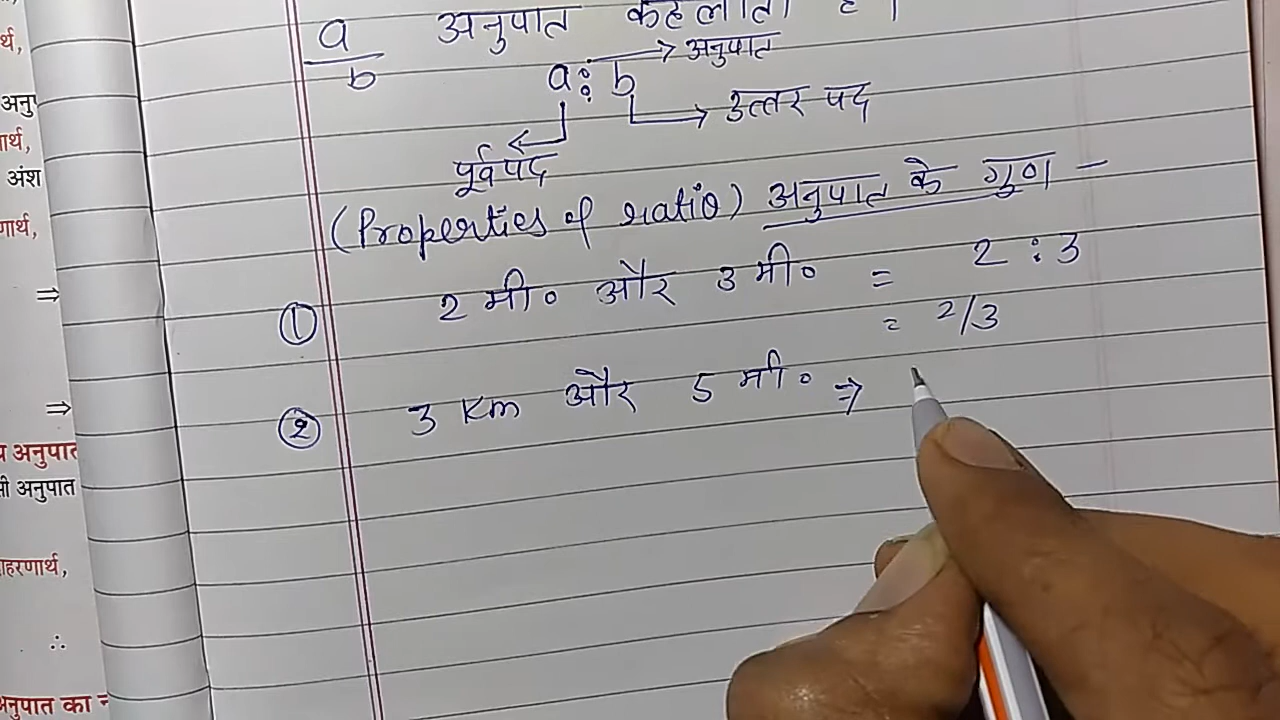 a/b अनुपात कहलाता है।
a : b → अनुपात
→ उत्तर पद
पूर्वपद
(Properties of ratio) अनुपात के गुण –
① 2 मी० और 3 मी० = 2 : 3
= 2/3
② 3 Km और 5 मी० ⇒
र्थ,
अंश
⇒
⇒
अनुपात
सी अनुपात
∴
अनुपात का